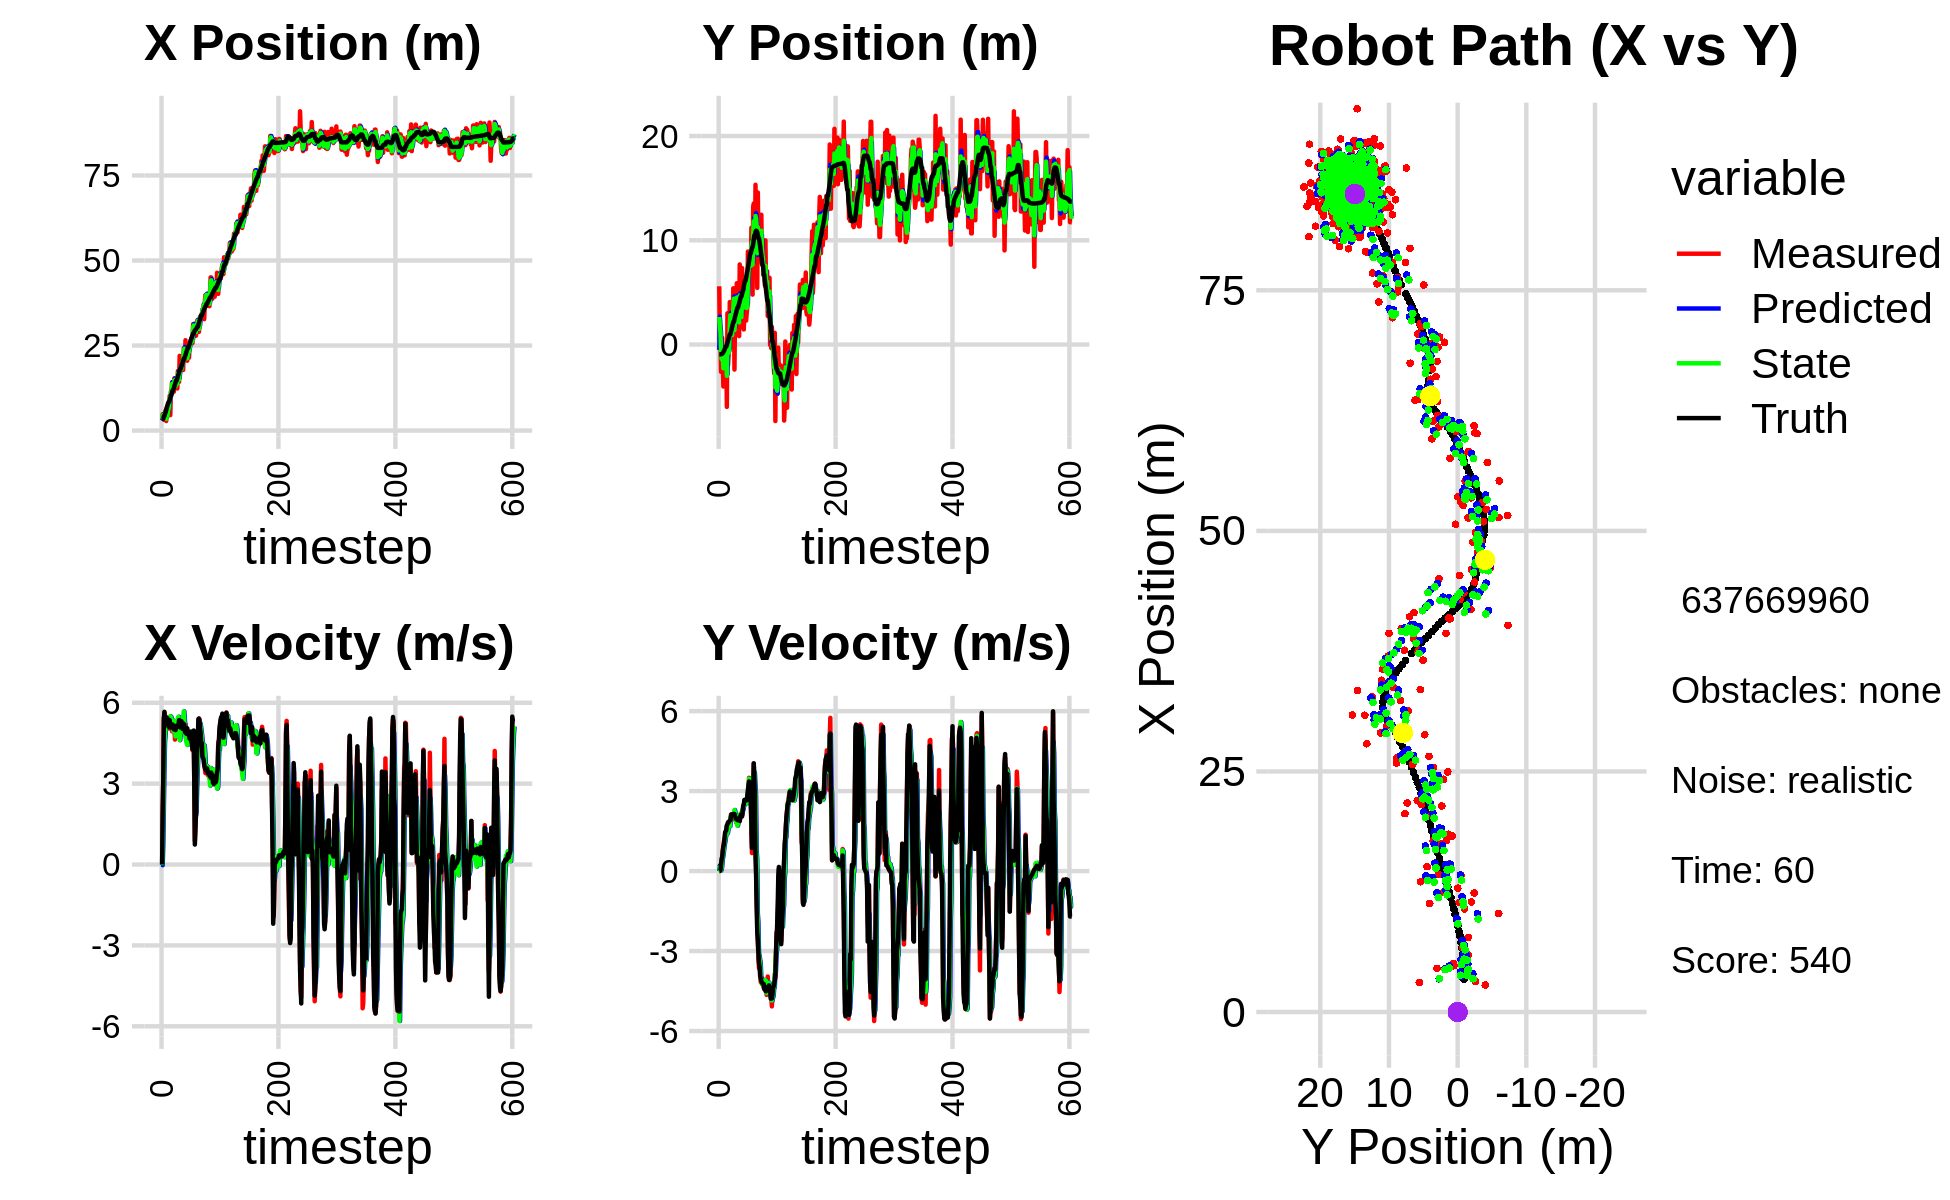 X Position (m)
75
50
25
0
0
200
400
600
timestep
Y Position (m)
20
10
0
0
200
400
600
timestep
X Velocity (m/s)
6
3
0
-3
-6
0
200
400
600
timestep
Y Velocity (m/s)
6
3
0
-3
-6
0
200
400
600
timestep
Robot Path (X vs Y)
X Position (m)
75
50
25
0
20 10 0 -10 -20
Y Position (m)
variable
Measured
Predicted
State
Truth
637669960
Obstacles: none
Noise: realistic
Time: 60
Score: 540